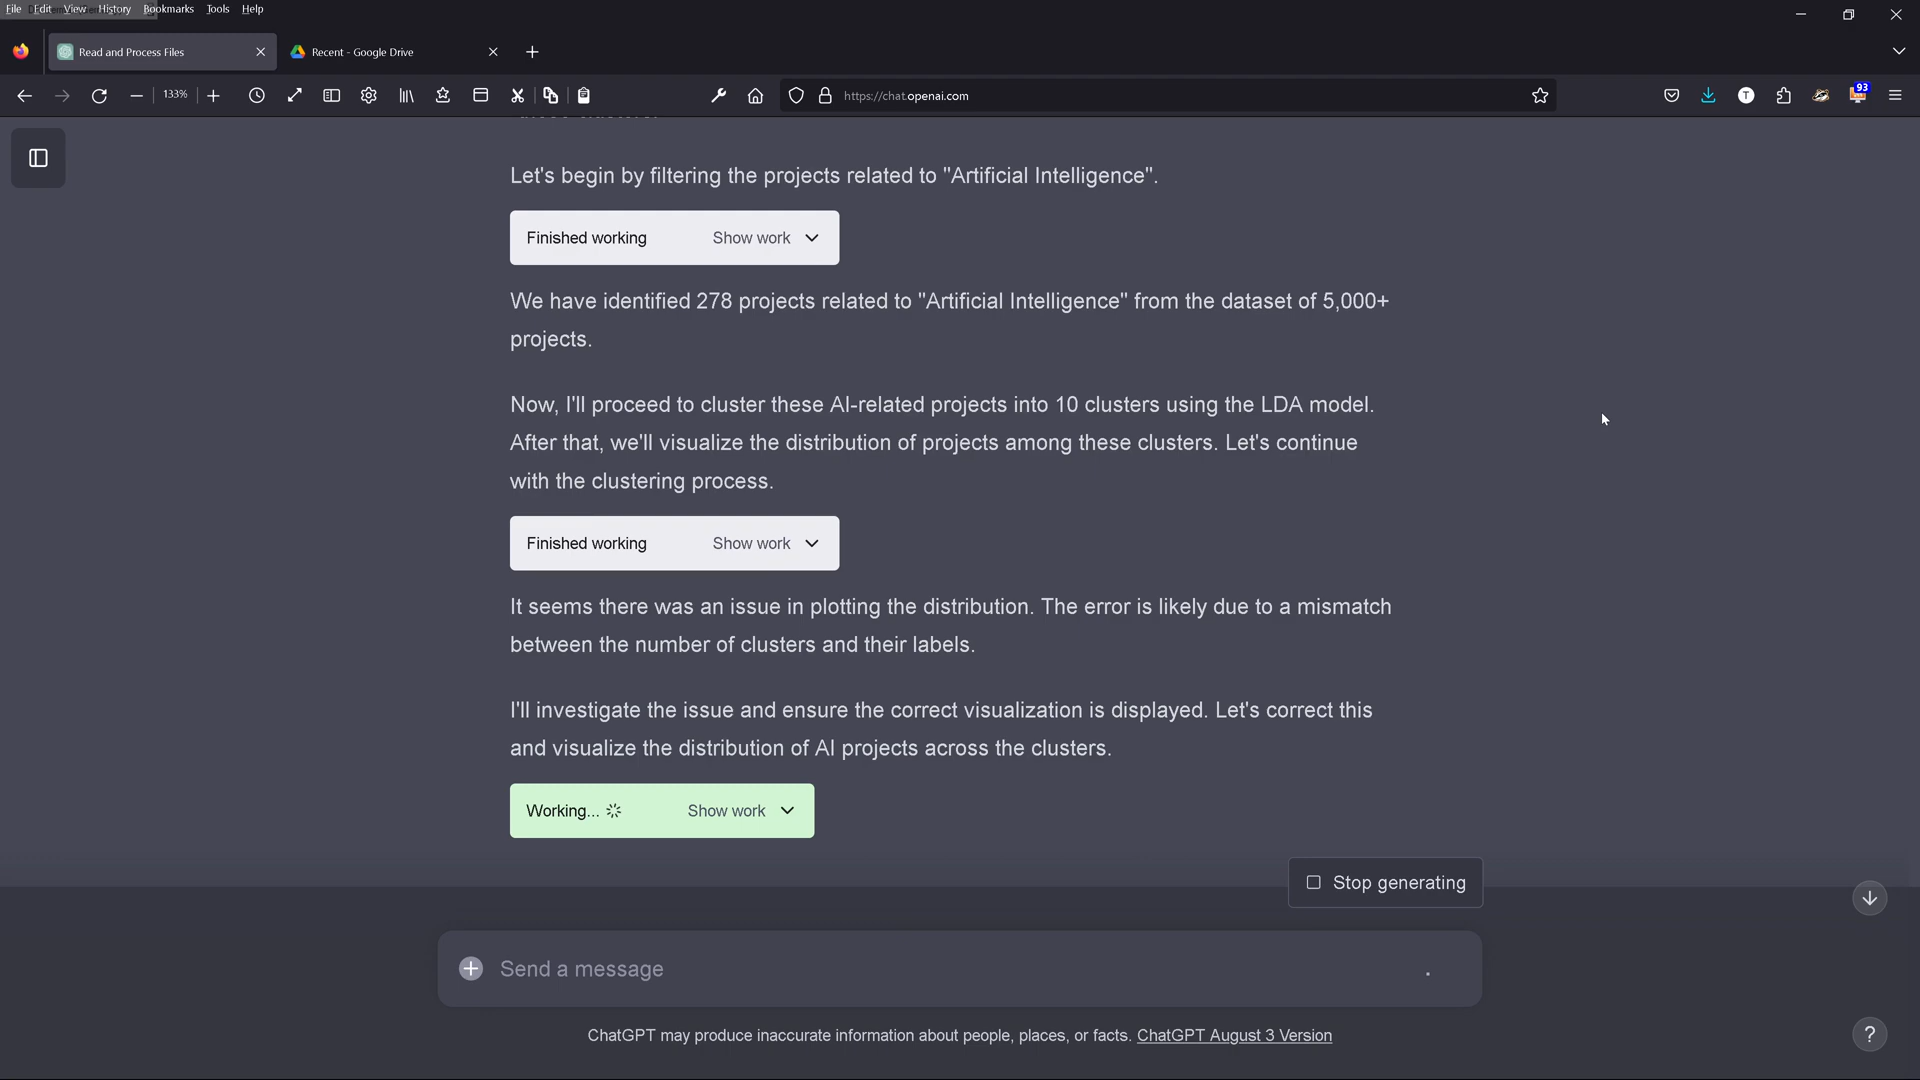 File Edit View History Bookmarks Tools Help
Read and Process Files
Recent - Google Drive
133%
https://chat.openai.com
T
93
these clusters.
Let's begin by filtering the projects related to "Artificial Intelligence".
Finished working Show work
We have identified 278 projects related to "Artificial Intelligence" from the dataset of 5,000+
projects.
Now, I'll proceed to cluster these AI-related projects into 10 clusters using the LDA model.
After that, we'll visualize the distribution of projects among these clusters. Let's continue
with the clustering process.
Finished working Show work
It seems there was an issue in plotting the distribution. The error is likely due to a mismatch
between the number of clusters and their labels.
I'll investigate the issue and ensure the correct visualization is displayed. Let's correct this
and visualize the distribution of AI projects across the clusters.
Working... Show work
Stop generating
Send a message
ChatGPT may produce inaccurate information about people, places, or facts. ChatGPT August 3 Version
?